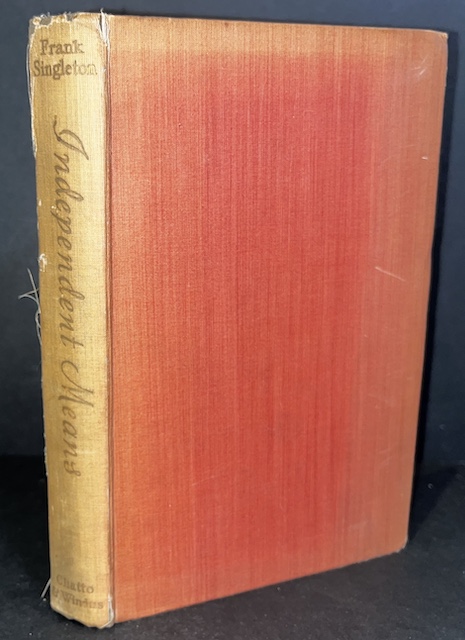 Frank
Singleton
Independent Means
Chatto
& Windus